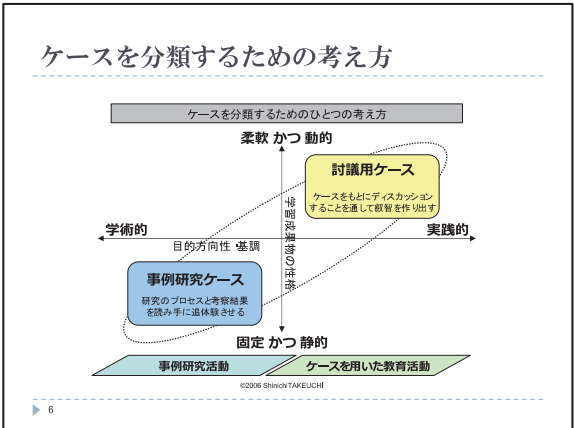 ケースを分類するための考え方
ケースを分類するためのひとつの考え方
柔軟 かつ 動的
討議用ケース
ケースをもとにディスカッション
することを通して叡智を作り出す
学術的
実践的
目的方向性・基調
学習成果物の性格
事例研究ケース
研究のプロセスと考察結果
を読み手に追体験させる
固定 かつ 静的
事例研究活動
ケースを用いた教育活動
©2006 ShinichiTAKEUCHI
6